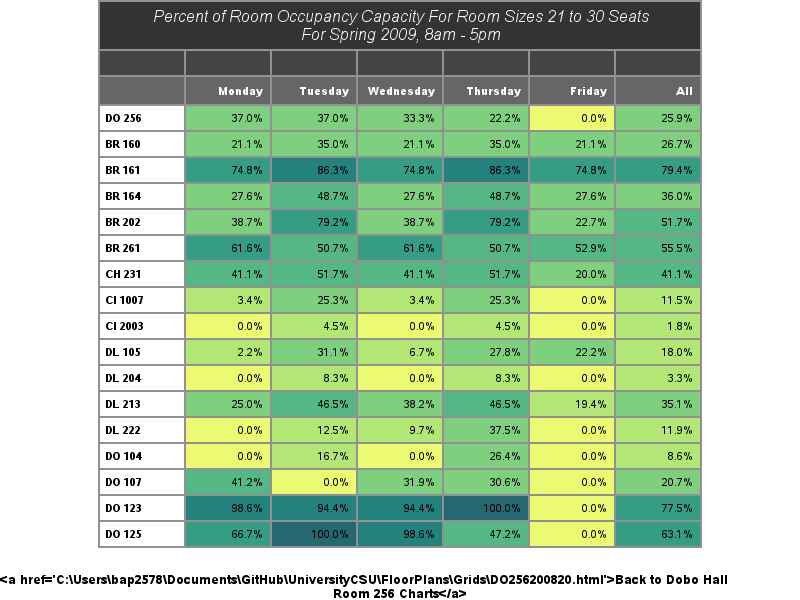 Percent of Room Occupancy Capacity For Room Sizes 21 to 30 Seats
For Spring 2009, 8am - 5pm
Monday Tuesday Wednesday Thursday Friday All
DO 256 37.0% 37.0% 33.3% 22.2% 0.0% 25.9%
BR 160 21.1% 35.0% 21.1% 35.0% 21.1% 26.7%
BR 161 74.8% 86.3% 74.8% 86.3% 74.8% 79.4%
BR 164 27.6% 48.7% 27.6% 48.7% 27.6% 36.0%
BR 202 38.7% 79.2% 38.7% 79.2% 22.7% 51.7%
BR 261 61.6% 50.7% 61.6% 50.7% 52.9% 55.5%
CH 231 41.1% 51.7% 41.1% 51.7% 20.0% 41.1%
CI 1007 3.4% 25.3% 3.4% 25.3% 0.0% 11.5%
CI 2003 0.0% 4.5% 0.0% 4.5% 0.0% 1.8%
DL 105 2.2% 31.1% 6.7% 27.8% 22.2% 18.0%
DL 204 0.0% 8.3% 0.0% 8.3% 0.0% 3.3%
DL 213 25.0% 46.5% 38.2% 46.5% 19.4% 35.1%
DL 222 0.0% 12.5% 9.7% 37.5% 0.0% 11.9%
DO 104 0.0% 16.7% 0.0% 26.4% 0.0% 8.6%
DO 107 41.2% 0.0% 31.9% 30.6% 0.0% 20.7%
DO 123 98.6% 94.4% 94.4% 100.0% 0.0% 77.5%
DO 125 66.7% 100.0% 98.6% 47.2% 0.0% 63.1%
<a href='C:\Users\bap2578\Documents\GitHub\UniversityCSU\FloorPlans\Grids\DO256200820.html'>Back to Dobo Hall
Room 256 Charts</a>